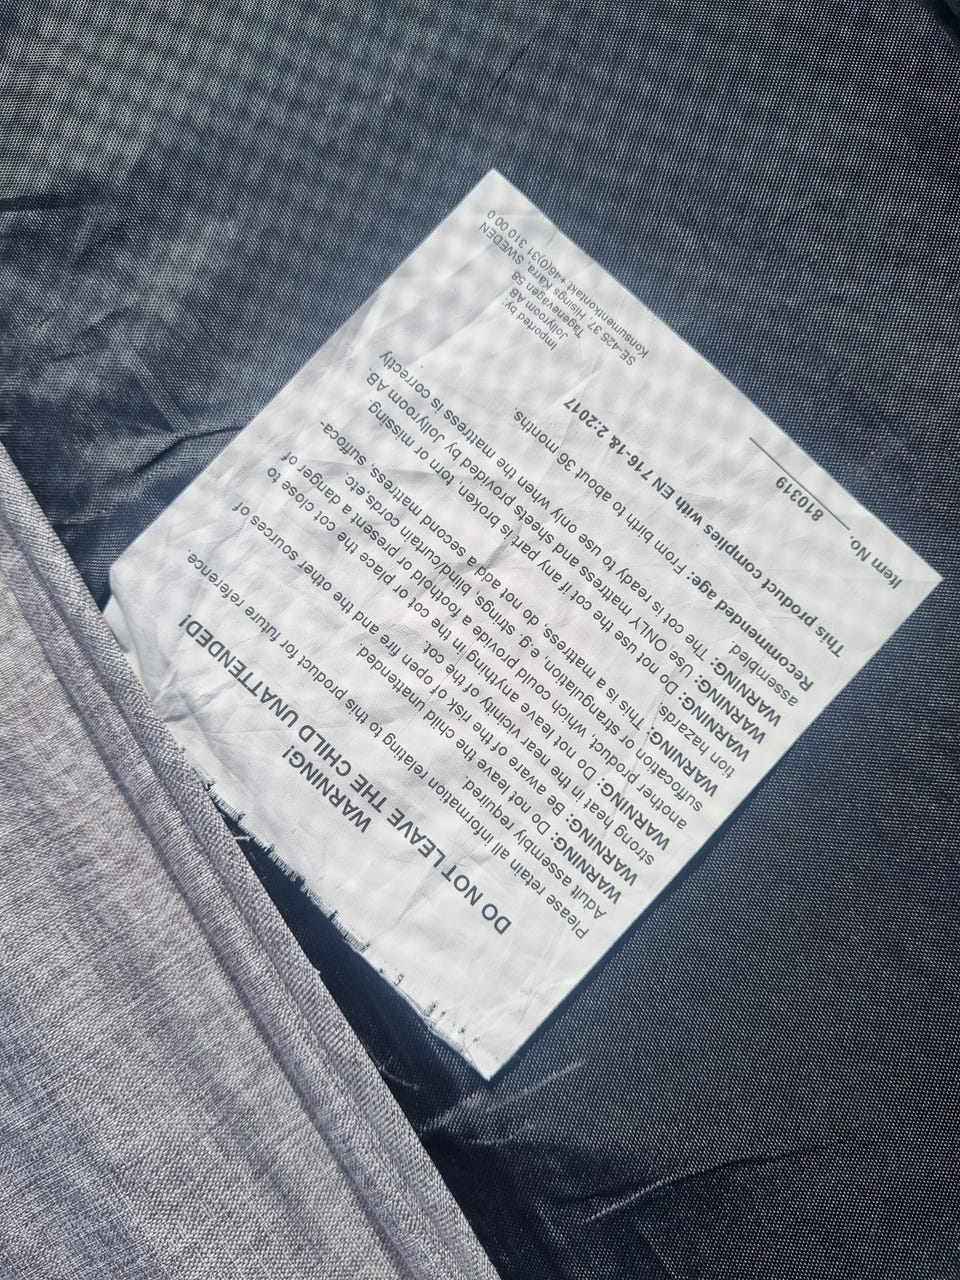 WARNING!
DO NOT LEAVE THE CHILD UNATTENDED!
Please retain all information relating to this product for future reference.
Adult assembly required.
WARNING: Do not leave the child unattended.
WARNING: Be aware of the risk of open fire and the other sources of
strong heat in the near vicinity of the cot.
WARNING: Do not leave anything in the cot or place the cot close to
another product, which could provide a foothold or present a danger of
suffocation or strangulation, e.g. strings, blind/curtain cords, etc.
WARNING: This is a mattress, do not add a second mattress, suffoca-
tion hazards.
WARNING: Do not use the cot if any part is broken, torn or missing.
WARNING: Use ONLY mattress and sheets provided by Jollyroom AB.
WARNING: The cot is ready to use only when the mattress is correctly
assembled.
Recommended age: From birth to about 36 months.
This product complies with EN 716-1& 2:2017
Item No. 810319
Imported by:
Jollyroom AB
Tagenevägen 58
SE-425 37, Hisings Kärra, SWEDEN
Konsumentkontakt +46(0)31 310 00 0